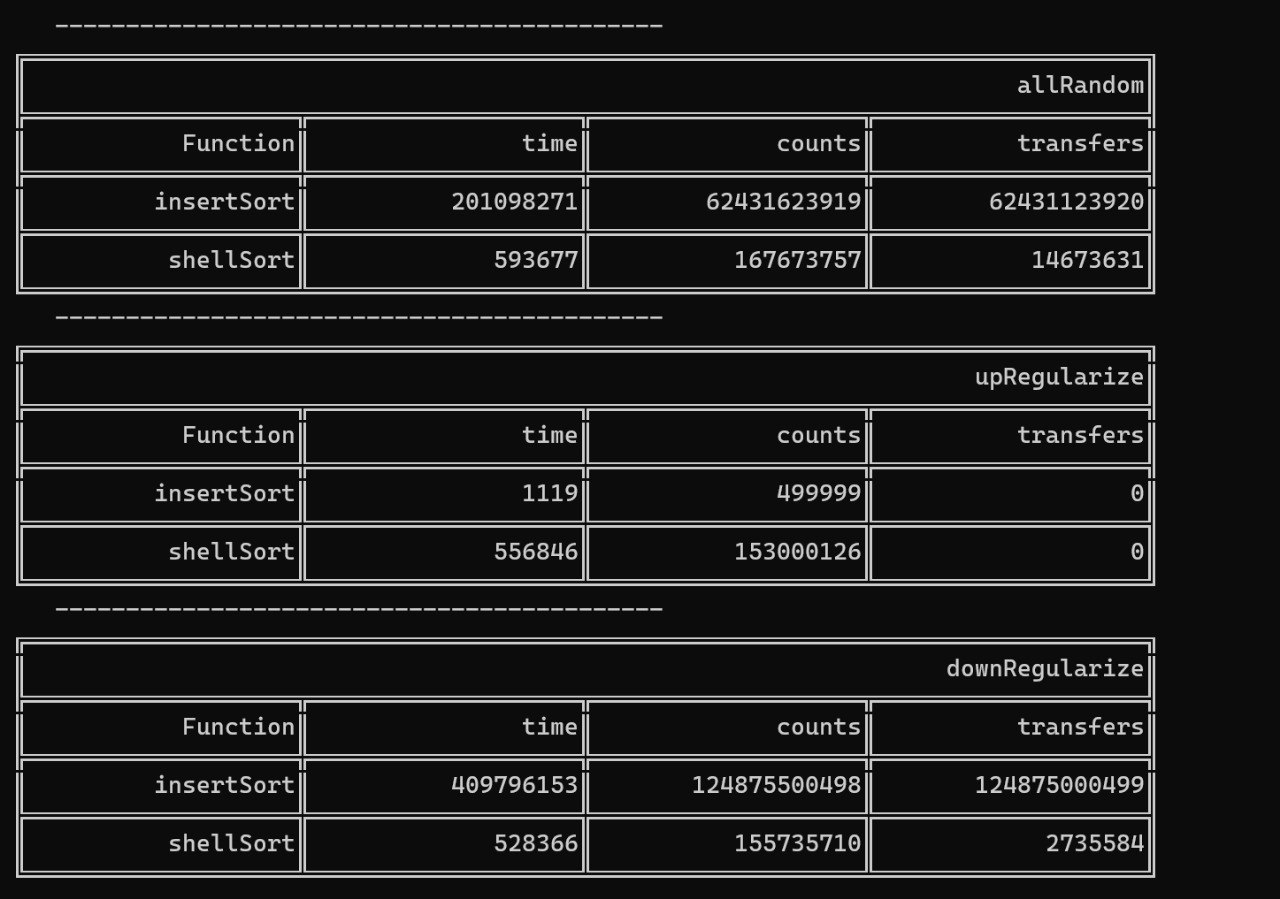 -------------------------------------------
allRandom
Function time counts transfers
insertSort 201098271 62431623919 62431123920
shellSort 593677 167673757 14673631
-------------------------------------------
upRegularize
Function time counts transfers
insertSort 1119 499999 0
shellSort 556846 153000126 0
-------------------------------------------
downRegularize
Function time counts transfers
insertSort 409796153 124875500498 124875000499
shellSort 528366 155735710 2735584